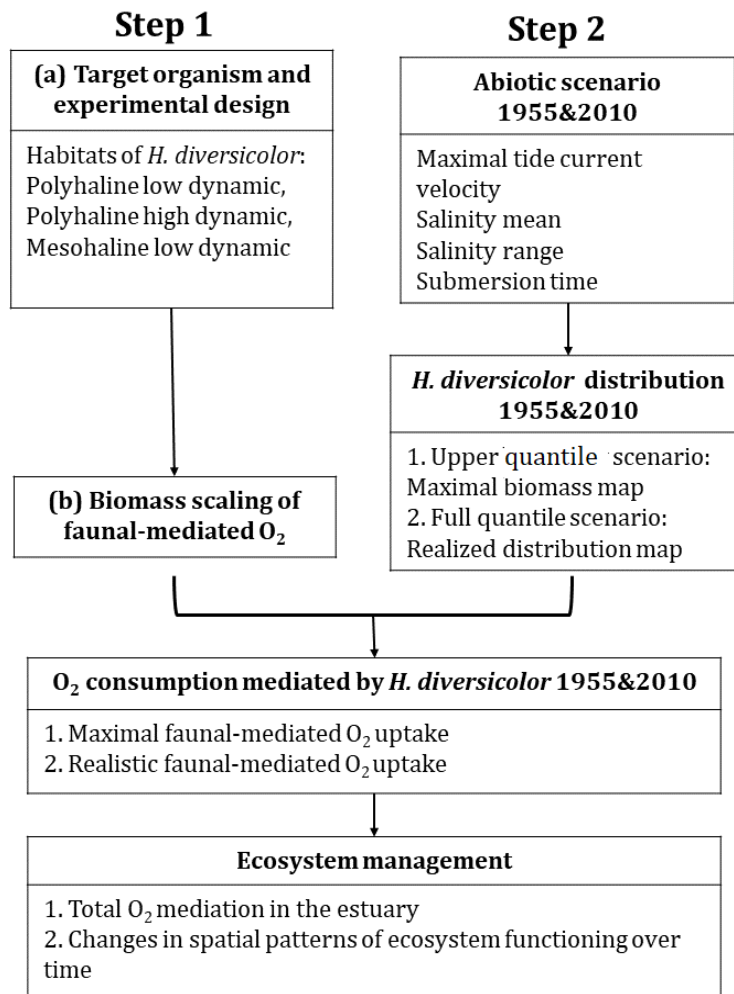 Step 1
(a) Target organism and
experimental design
Habitats of H. diversicolor:
Polyhaline low dynamic,
Polyhaline high dynamic,
Mesohaline low dynamic
(b) Biomass scaling of
faunal-mediated O₂
Step 2
Abiotic scenario
1955&2010
Maximal tide current
velocity
Salinity mean
Salinity range
Submersion time
H. diversicolor distribution
1955&2010
1. Upper quantile scenario:
Maximal biomass map
2. Full quantile scenario:
Realized distribution map
O₂ consumption mediated by H. diversicolor 1955&2010
1. Maximal faunal-mediated O₂ uptake
2. Realistic faunal-mediated O₂ uptake
Ecosystem management
1. Total O₂ mediation in the estuary
2. Changes in spatial patterns of ecosystem functioning over
time